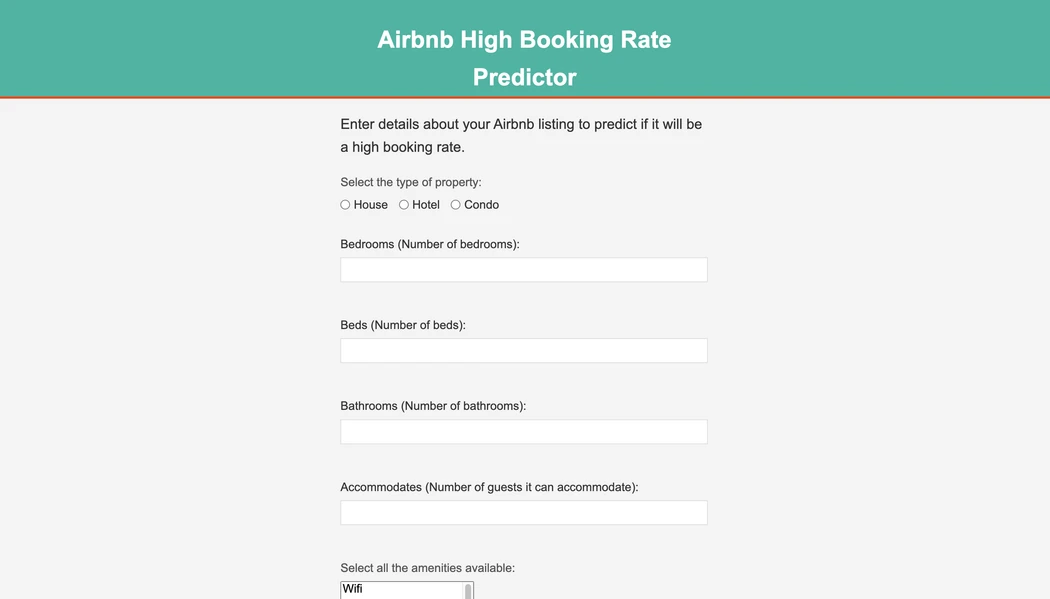 Airbnb High Booking Rate
Predictor
Enter details about your Airbnb listing to predict if it will be
a high booking rate.
Select the type of property:
House Hotel Condo
Bedrooms (Number of bedrooms):
Beds (Number of beds):
Bathrooms (Number of bathrooms):
Accommodates (Number of guests it can accommodate):
Select all the amenities available:
Wifi